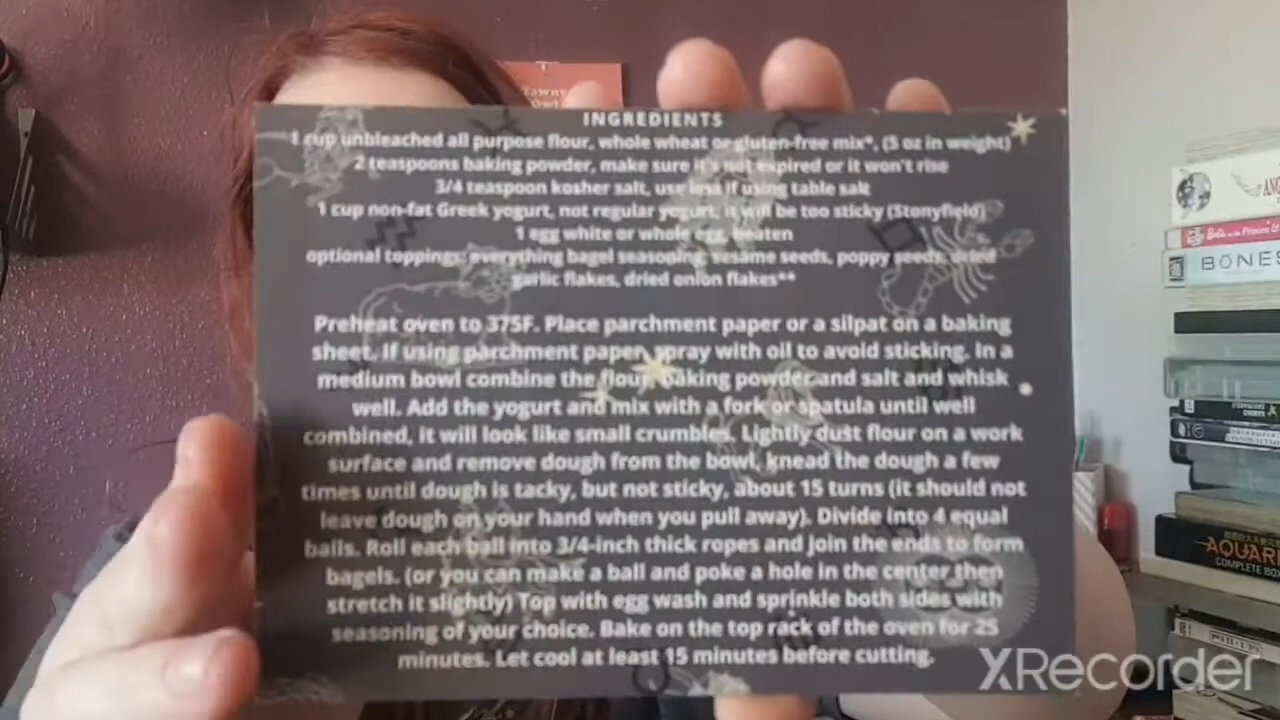 Tawny
Owl
INGREDIENTS
1 cup unbleached all purpose flour, whole wheat or gluten-free mix*, (5 oz in weight)
2 teaspoons baking powder, make sure it's not expired or it won't rise
3/4 teaspoon kosher salt, use less if using table salt
1 cup non-fat Greek yogurt, not regular yogurt, it will be too sticky (Stonyfield)
1 egg white or whole egg, beaten
optional toppings: everything bagel seasoning, sesame seeds, poppy seeds, dried
garlic flakes, dried onion flakes**
Preheat oven to 375F. Place parchment paper or a silpat on a baking
sheet. If using parchment paper, spray with oil to avoid sticking. In a
medium bowl combine the flour, baking powder and salt and whisk
well. Add the yogurt and mix with a fork or spatula until well
combined, it will look like small crumbles. Lightly dust flour on a work
surface and remove dough from the bowl, knead the dough a few
times until dough is tacky, but not sticky, about 15 turns (it should not
leave dough on your hand when you pull away). Divide into 4 equal
balls. Roll each ball into 3/4-inch thick ropes and join the ends to form
bagels. (or you can make a ball and poke a hole in the center then
stretch it slightly) Top with egg wash and sprinkle both sides with
seasoning of your choice. Bake on the top rack of the oven for 25
minutes. Let cool at least 15 minutes before cutting.
BONES
COMPLETE BO
XRecorder